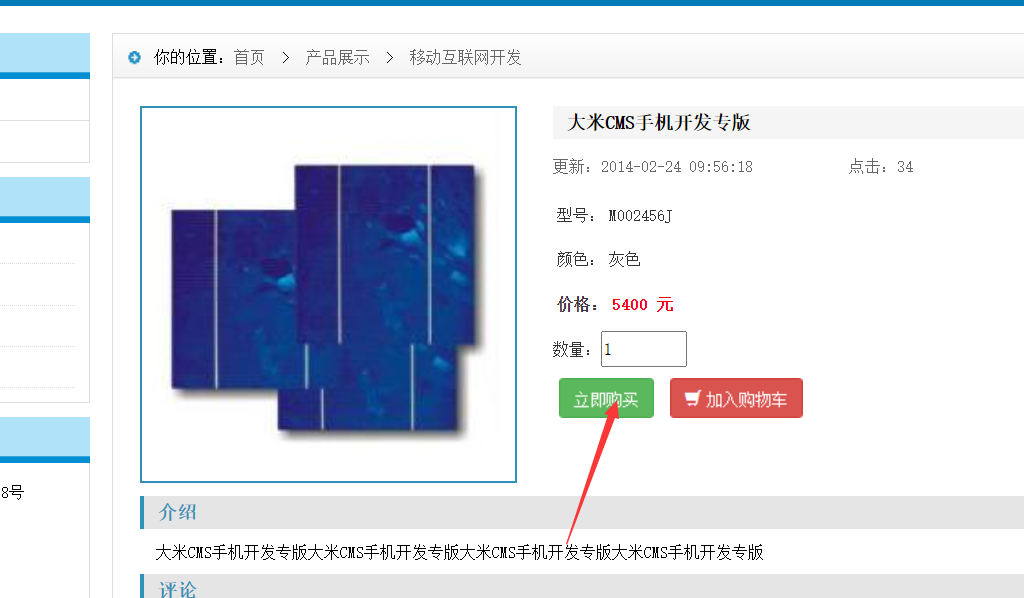 你的位置：首页 > 产品展示 > 移动互联网开发
大米CMS手机开发专版
更新：2014-02-24 09:56:18 点击：34
型号： M002456J
颜色： 灰色
价格： 5400 元
数量：1
立即购买 加入购物车
8号
介绍
大米CMS手机开发专版大米CMS手机开发专版大米CMS手机开发专版大米CMS手机开发专版
评论